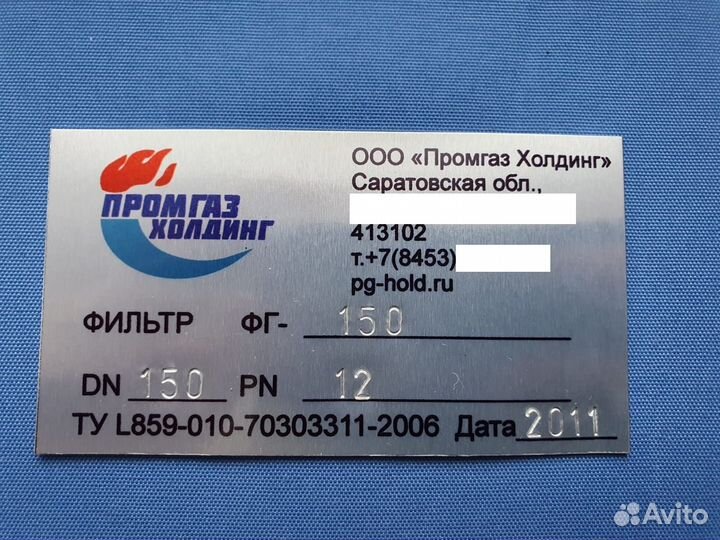 ПРОМГАЗ
ХОЛДИНГ
ООО «Промгаз Холдинг»
Саратовская обл.,
413102
т.+7(8453)
pg-hold.ru
ФИЛЬТР ФГ- 150
DN 150 PN 12
ТУ L859-010-70303311-2006 Дата 2011
Avito